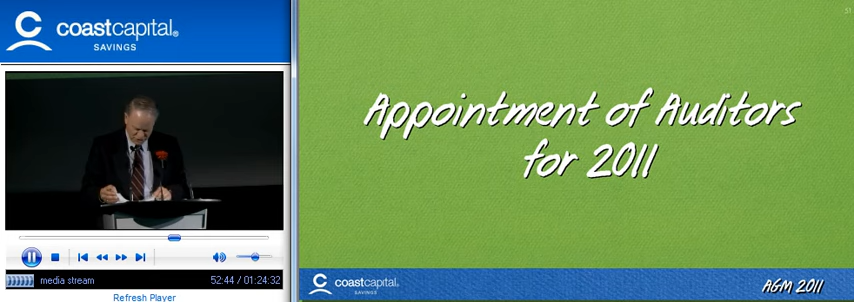 coastcapital®
SAVINGS
media stream
52:44 / 01:24:32
Refresh Player
51
Appointment of Auditors
for 2011
coastcapital®
SAVINGS
AGM 2011